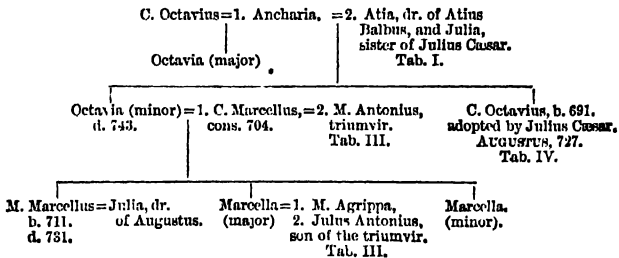 C. Octavius=1. Ancharia. =2. Atia, dr. of Atius
Balbus, and Julia,
sister of Julius Cæsar.
Tab. I.
Octavia (major)
Octavia (minor)=1. C. Marcellus,=2. M. Antonius,
d. 743. cons. 704. triumvir.
Tab. III.
C. Octavius, b. 691.
adopted by Julius Cæsar,
AUGUSTUS, 727.
Tab. IV.
M. Marcellus=Julia, dr.
b. 711. of Augustus.
d. 731.
Marcella=1. M. Agrippa,
(major) 2. Julus Antonius,
son of the triumvir.
Tab. III.
Marcella.
(minor).